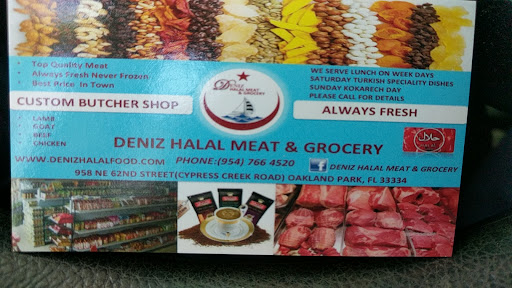 Top Quality Meat
Always Fresh Never Frozen
Best Price In Town
Deniz
HALAL MEAT
& GROCERY
WE SERVE LUNCH ON WEEK DAYS
SATURDAY TURKISH SPECIALITY DISHES
SUNDAY KOKARECH DAY
PLEASE CALL FOR DETAILS
CUSTOM BUTCHER SHOP
ALWAYS FRESH
LAMB
GOAT
BEEF
CHICKEN
حلال
DENIZ HALAL MEAT & GROCERY
WWW.DENIZHALALFOOD.COM PHONE:(954) 766 4520
f DENIZ HALAL MEAT & GROCERY
958 NE 62ND STREET(CYPRESS CREEK ROAD) OAKLAND PARK, FL 33334